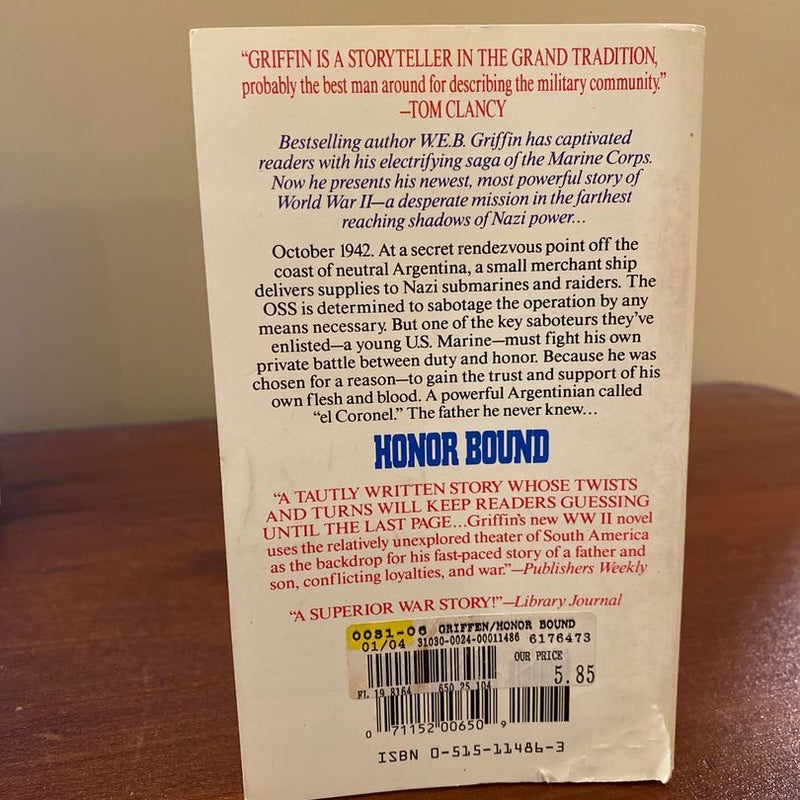 “GRIFFIN IS A STORYTELLER IN THE GRAND TRADITION,
probably the best man around for describing the military community.”
–TOM CLANCY
Bestselling author W.E.B. Griffin has captivated
readers with his electrifying saga of the Marine Corps.
Now he presents his newest, most powerful story of
World War II—a desperate mission in the farthest
reaching shadows of Nazi power…
October 1942. At a secret rendezvous point off the
coast of neutral Argentina, a small merchant ship
delivers supplies to Nazi submarines and raiders. The
OSS is determined to sabotage the operation by any
means necessary. But one of the key saboteurs they’ve
enlisted—a young U.S. Marine—must fight his own
private battle between duty and honor. Because he was
chosen for a reason—to gain the trust and support of his
own flesh and blood. A powerful Argentinian called
“el Coronel.” The father he never knew…
HONOR BOUND
“A TAUTLY WRITTEN STORY WHOSE TWISTS
AND TURNS WILL KEEP READERS GUESSING
UNTIL THE LAST PAGE…Griffin’s new WW II novel
uses the relatively unexplored theater of South America
as the backdrop for his fast-paced story of a father and
son, conflicting loyalties, and war.”—Publishers Weekly
“A SUPERIOR WAR STORY!”—Library Journal
0031-06 GRIFFEN/HONOR BOUND
01/04 31030-0024-00011486 6176473
OUR PRICE
5.85
FL 19 8164 650 25 104
0 71152 00650 9
ISBN 0-515-11486-3